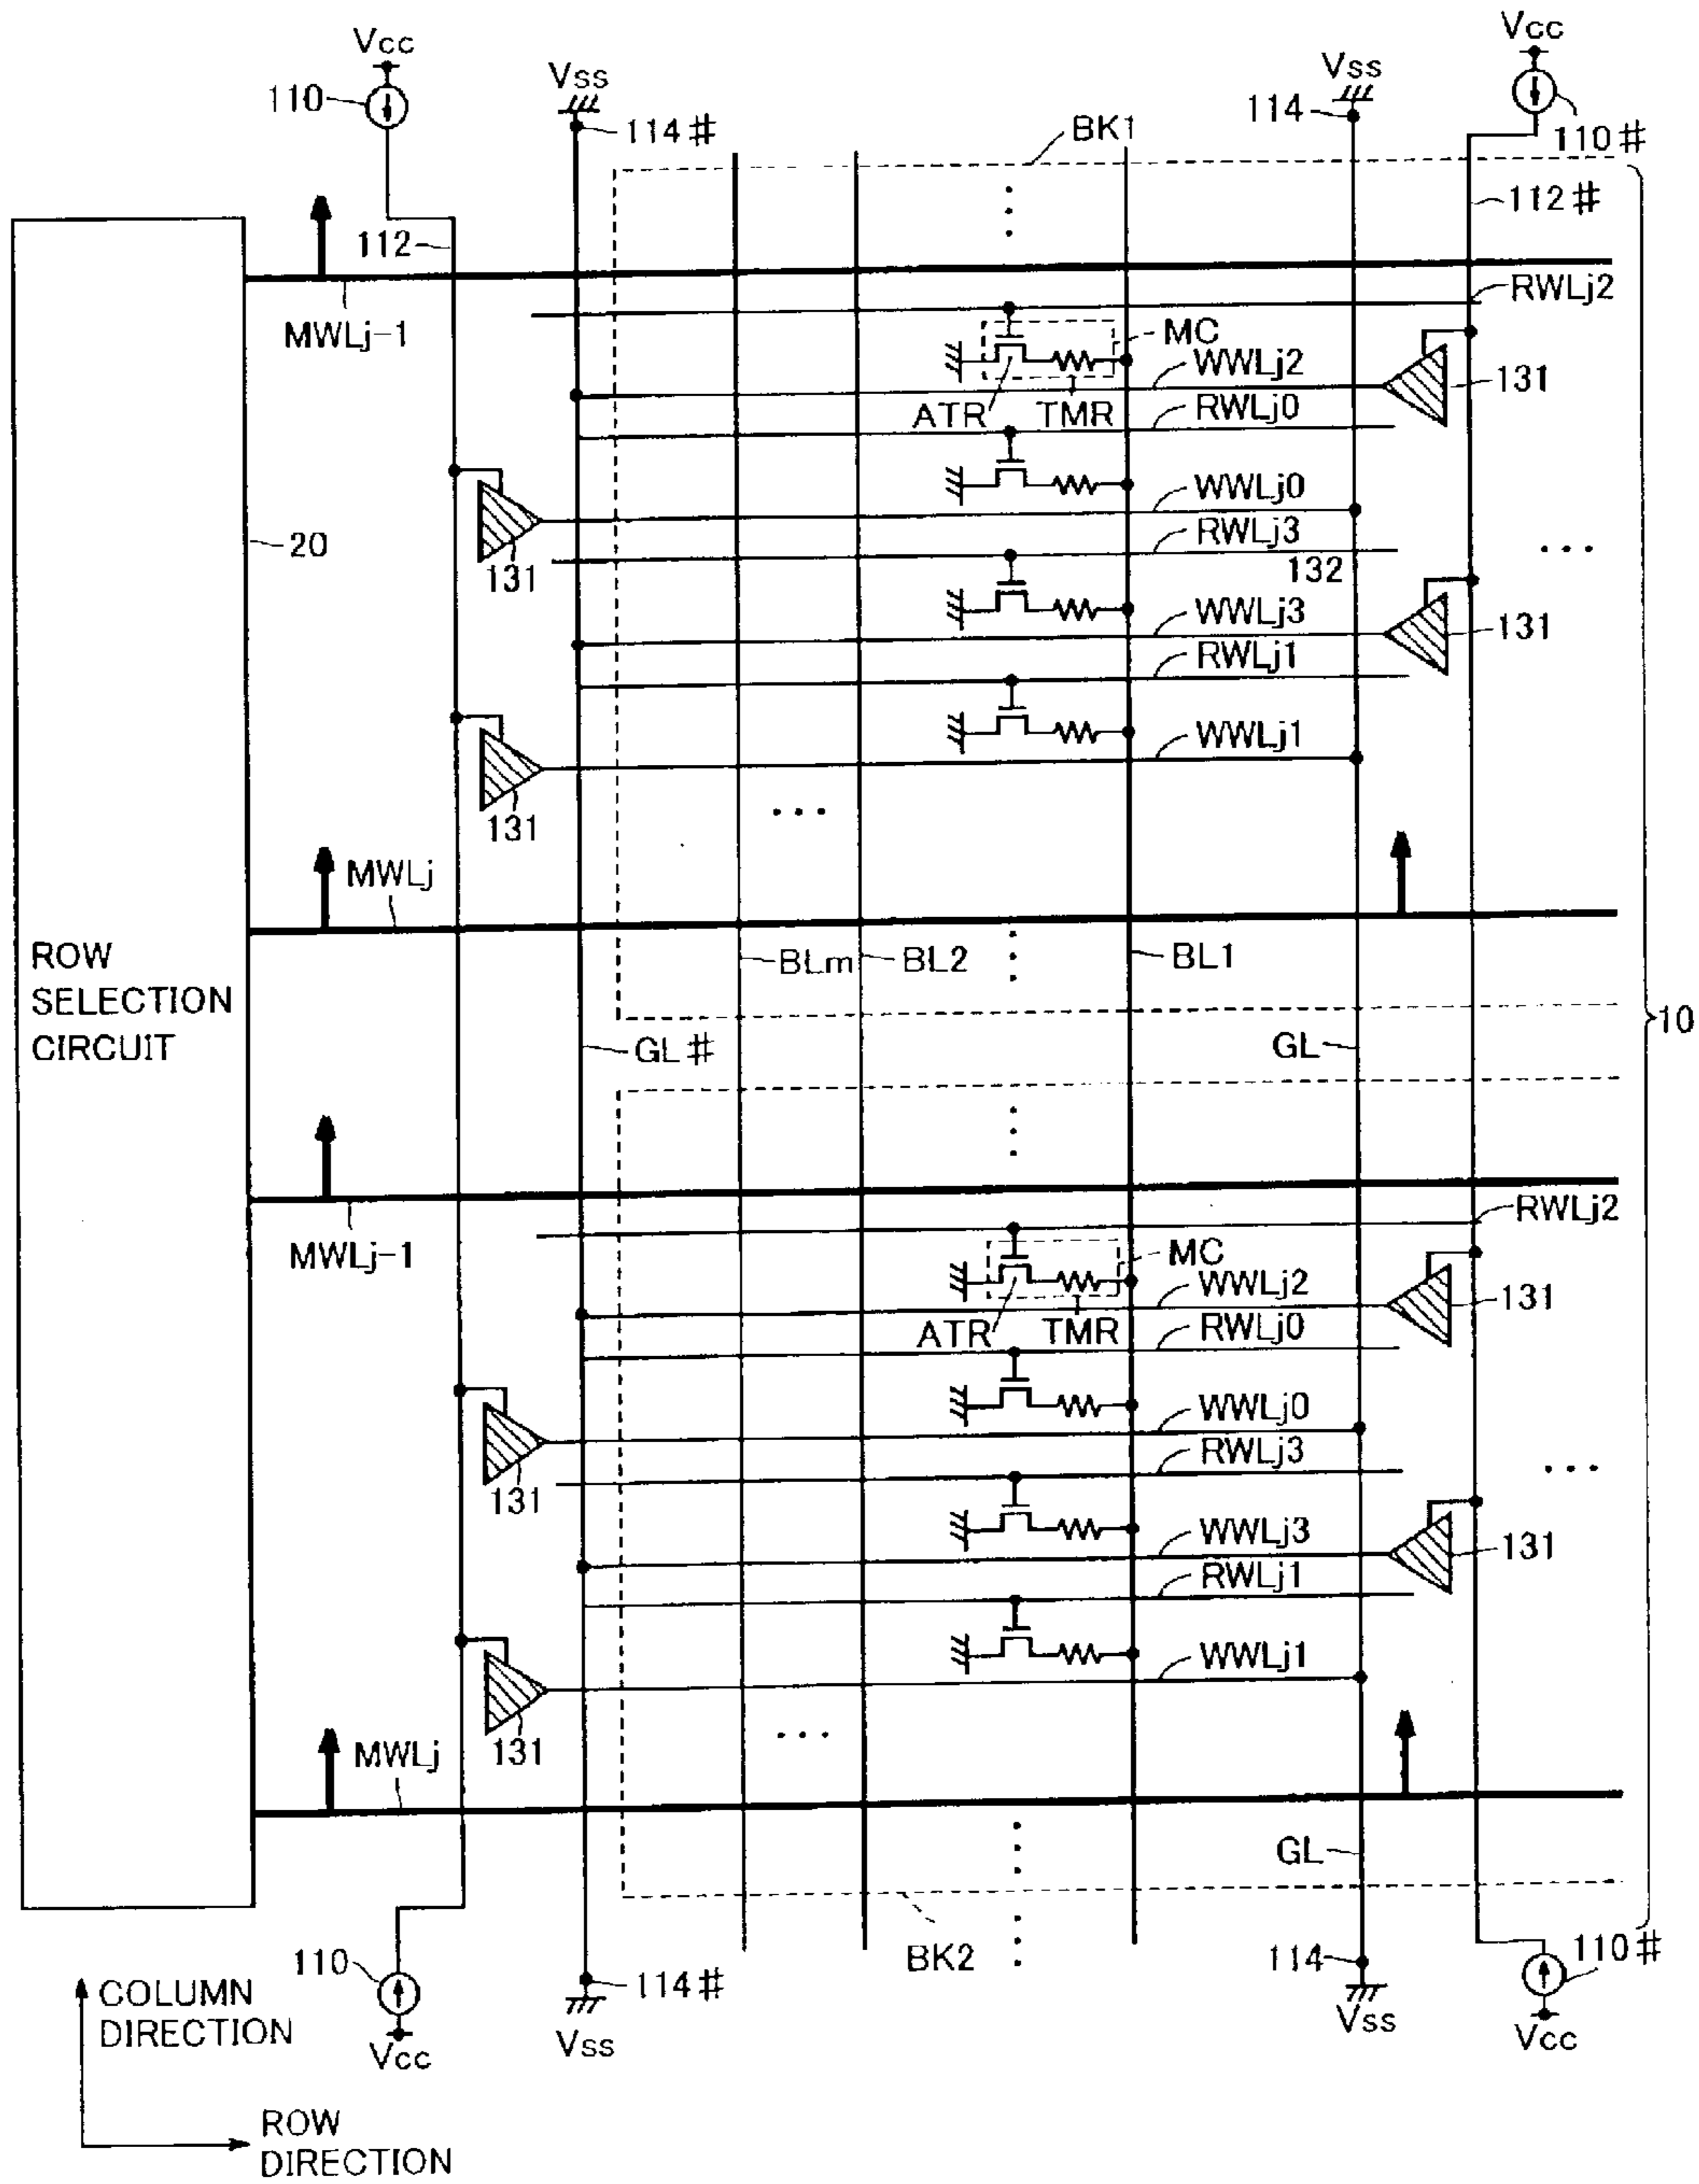 Vcc
Vss
Vss
Vcc
110
114#
BK1
114
110#
112
112#
MWLj-1
RWLj2
MC
WWLj2
131
ATR
TMR
RWLj0
20
WWLj0
131
RWLj3
132
WWLj3
131
RWLj1
WWLj1
131
MWLj
ROW
SELECTION
CIRCUIT
BLm
BL2
BL1
10
GL#
GL
MWLj-1
RWLj2
MC
WWLj2
131
ATR
TMR
RWLj0
WWLj0
131
RWLj3
WWLj3
131
RWLj1
WWLj1
131
MWLj
GL
BK2
110
114#
114
110#
Vcc
Vss
Vss
Vcc
COLUMN
DIRECTION
ROW
DIRECTION